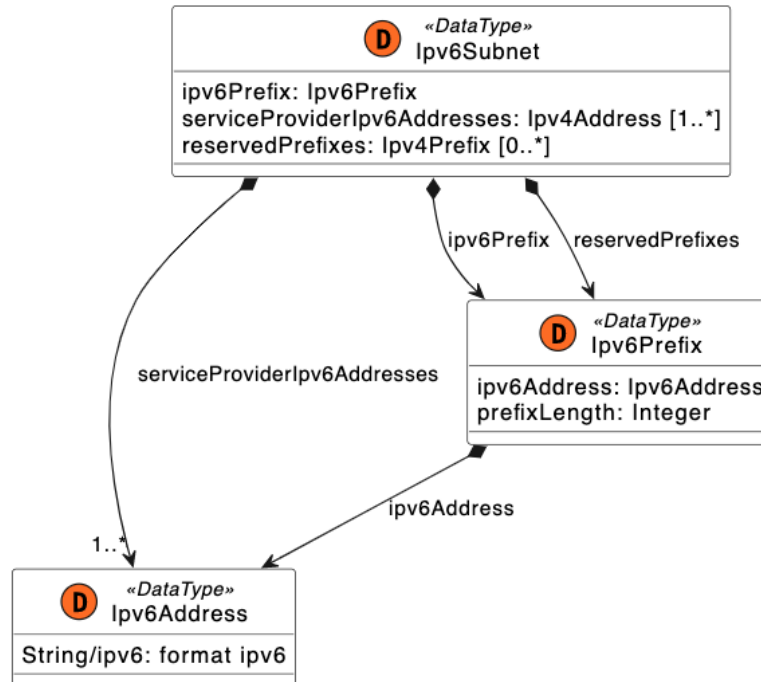 D
«DataType»
Ipv6Subnet
ipv6Prefix: Ipv6Prefix
serviceProviderIpv6Addresses: Ipv4Address [1..*]
reservedPrefixes: Ipv4Prefix [0..*]
ipv6Prefix
reservedPrefixes
D
«DataType»
Ipv6Prefix
ipv6Address: Ipv6Address
prefixLength: Integer
serviceProviderIpv6Addresses
ipv6Address
1..*
D
«DataType»
Ipv6Address
String/ipv6: format ipv6